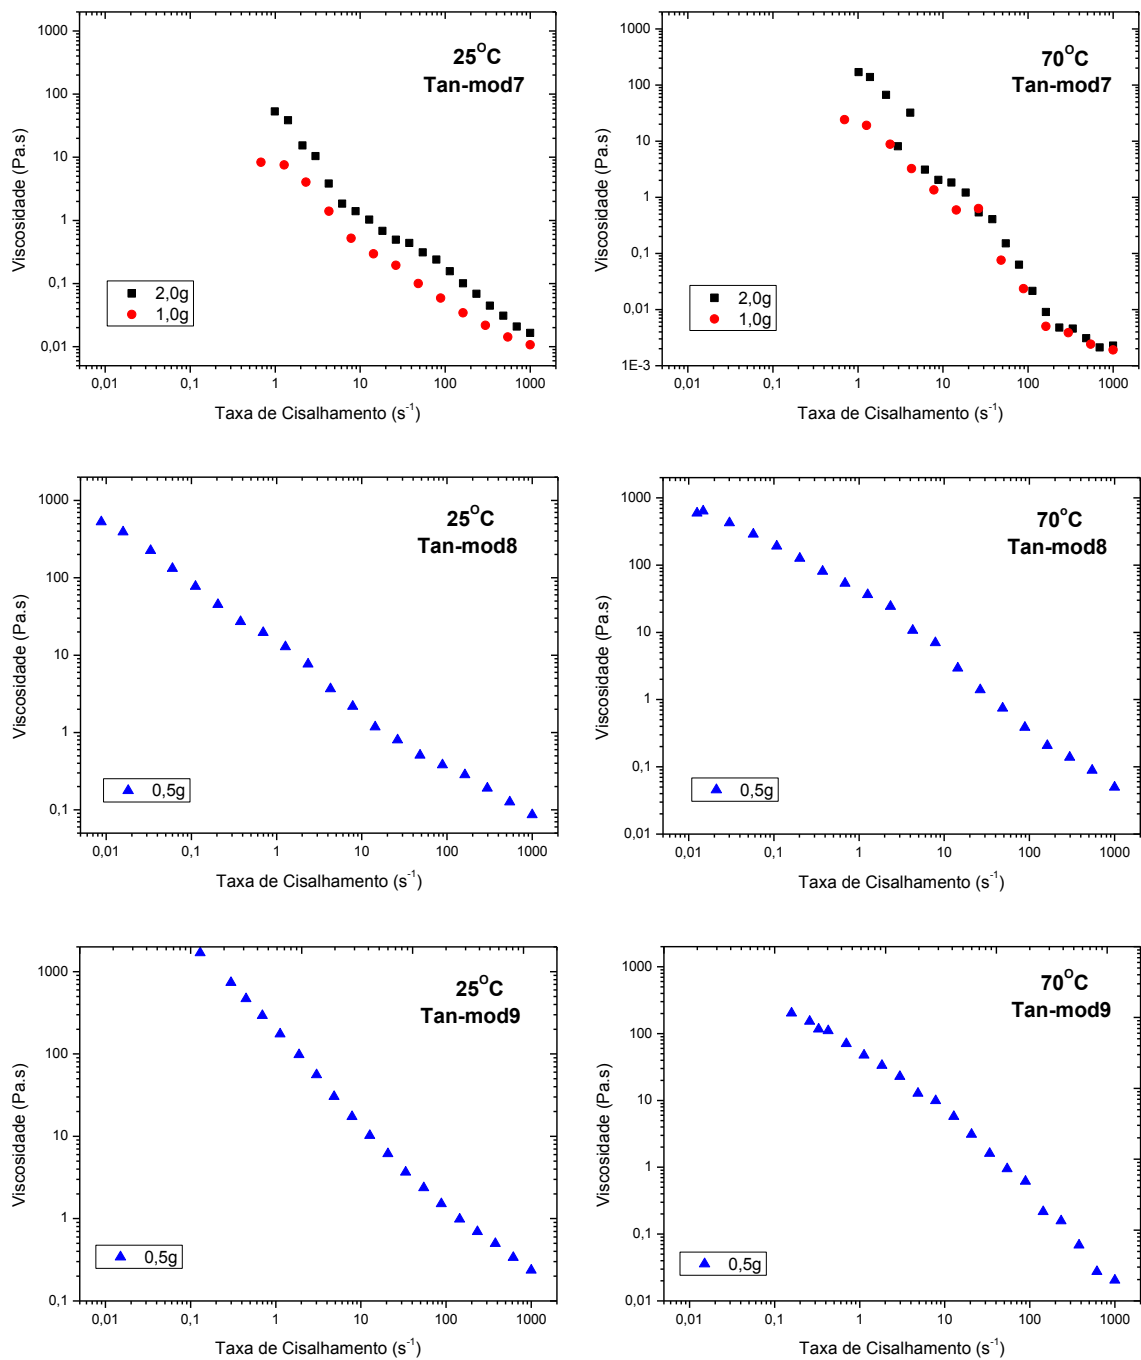 25°C
Tan-mod7
Viscosidade (Pa.s)
1000
100
10
1
0,1
0,01
2,0g
1,0g
0,01 0,1 1 10 100 1000
Taxa de Cisalhamento (s⁻¹)
70°C
Tan-mod7
Viscosidade (Pa.s)
1000
100
10
1
0,1
0,01
1E-3
2,0g
1,0g
0,01 0,1 1 10 100 1000
Taxa de Cisalhamento (s⁻¹)
25°C
Tan-mod8
Viscosidade (Pa.s)
1000
100
10
1
0,1
0,5g
0,01 0,1 1 10 100 1000
Taxa de Cisalhamento (s⁻¹)
70°C
Tan-mod8
Viscosidade (Pa.s)
1000
100
10
1
0,1
0,01
0,5g
0,01 0,1 1 10 100 1000
Taxa de Cisalhamento (s⁻¹)
25°C
Tan-mod9
Viscosidade (Pa.s)
1000
100
10
1
0,1
0,5g
0,01 0,1 1 10 100 1000
Taxa de Cisalhamento (s⁻¹)
70°C
Tan-mod9
Viscosidade (Pa.s)
1000
100
10
1
0,1
0,01
0,5g
0,01 0,1 1 10 100 1000
Taxa de Cisalhamento (s⁻¹)